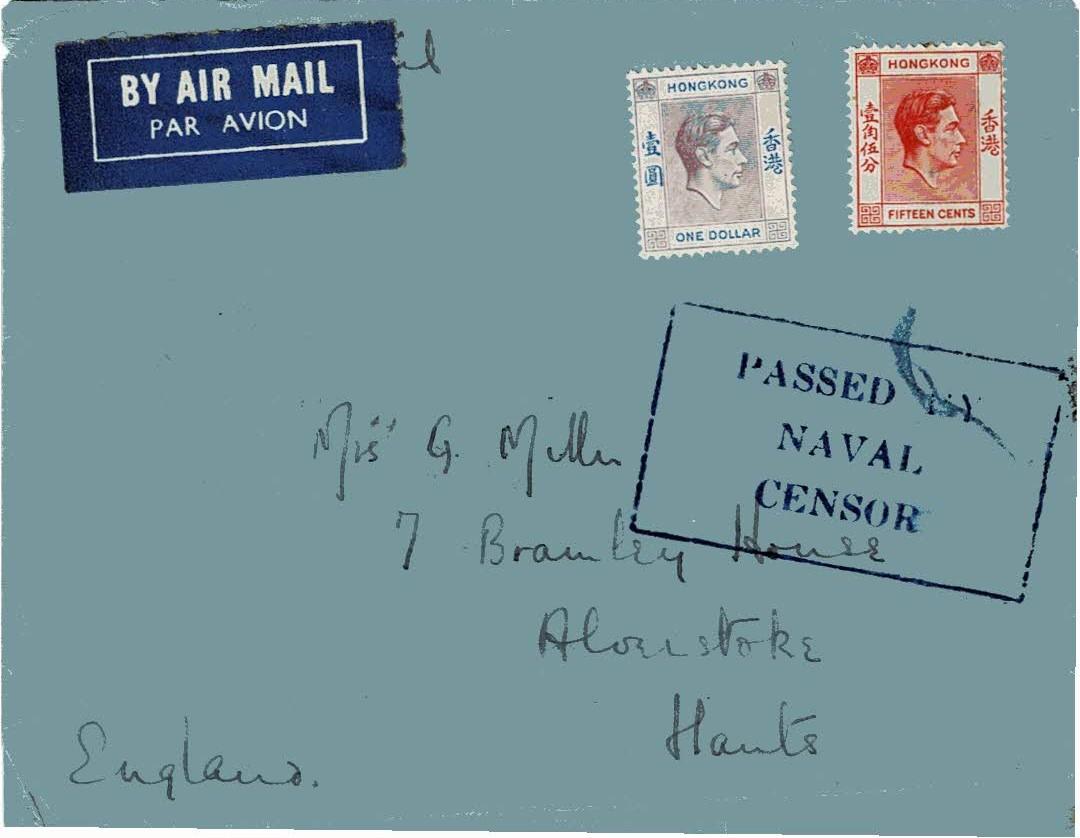 BY AIR MAIL
PAR AVION
HONGKONG
壹圓
香港
ONE DOLLAR
HONGKONG
壹角伍分
香港
FIFTEEN CENTS
PASSED
NAVAL
CENSOR
Miss G. Miller
7 Bramley House
Alverstoke
Hants
England.